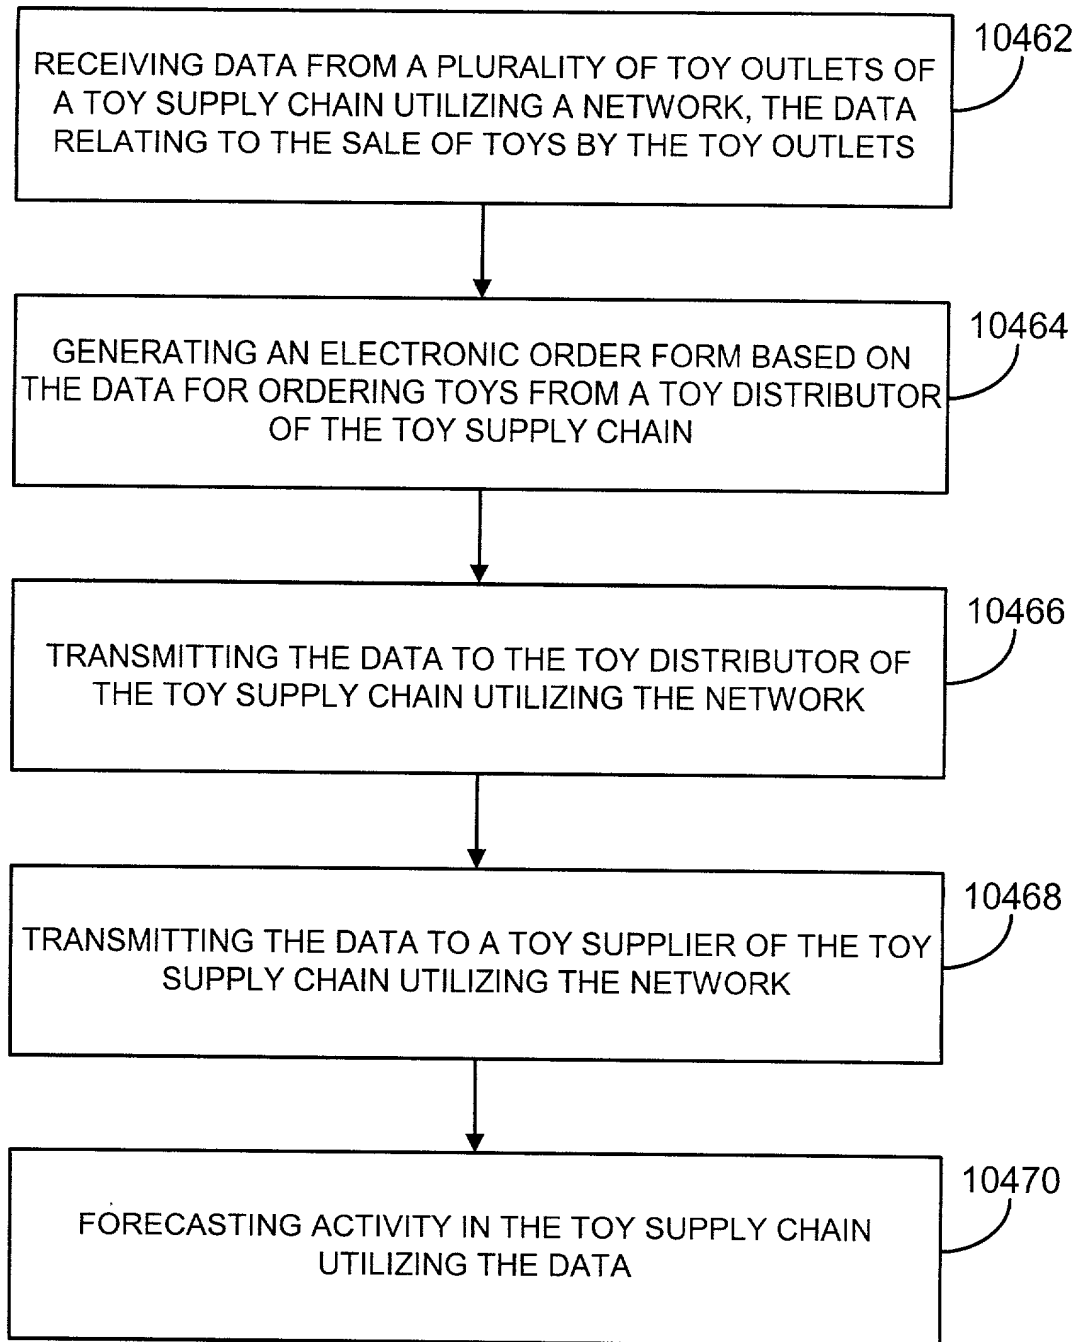 10462
RECEIVING DATA FROM A PLURALITY OF TOY OUTLETS OF
A TOY SUPPLY CHAIN UTILIZING A NETWORK, THE DATA
RELATING TO THE SALE OF TOYS BY THE TOY OUTLETS
10464
GENERATING AN ELECTRONIC ORDER FORM BASED ON
THE DATA FOR ORDERING TOYS FROM A TOY DISTRIBUTOR
OF THE TOY SUPPLY CHAIN
10466
TRANSMITTING THE DATA TO THE TOY DISTRIBUTOR OF
THE TOY SUPPLY CHAIN UTILIZING THE NETWORK
10468
TRANSMITTING THE DATA TO A TOY SUPPLIER OF THE TOY
SUPPLY CHAIN UTILIZING THE NETWORK
10470
FORECASTING ACTIVITY IN THE TOY SUPPLY CHAIN
UTILIZING THE DATA